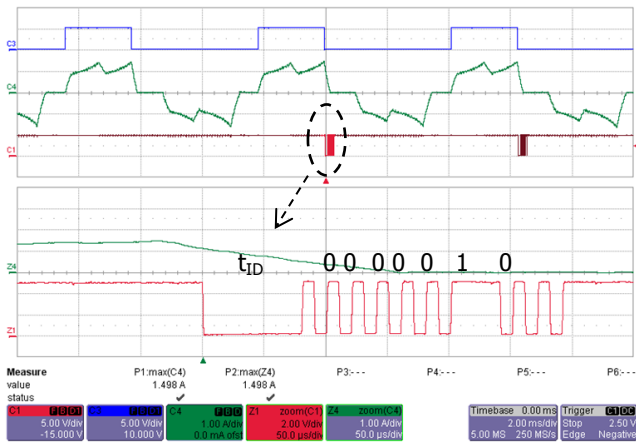 C3
C4
C1
Z4
t_ID 0 0 0 0 0 1 0
Z1
Measure P1:max(C4) P2:max(Z4) P3:--- P4:--- P5:--- P6:---
value 1.498 A 1.498 A
status ✓ ✓
C1 F B D1
5.00 V/div
-15.000 V
5.00 V/div
10.000 V
C4 F B D
1.00 A/div
0.0 mA ofst
Z1 zoom(C1)
2.00 V/div
50.0 µs/div
Z4 zoom(C4)
1.00 A/div
50.0 µs/div
Timebase 0.00 ms
2.00 ms/div
5.00 MS 250 MS/s
Trigger C1 DC
Stop 2.50 V
Edge Negative